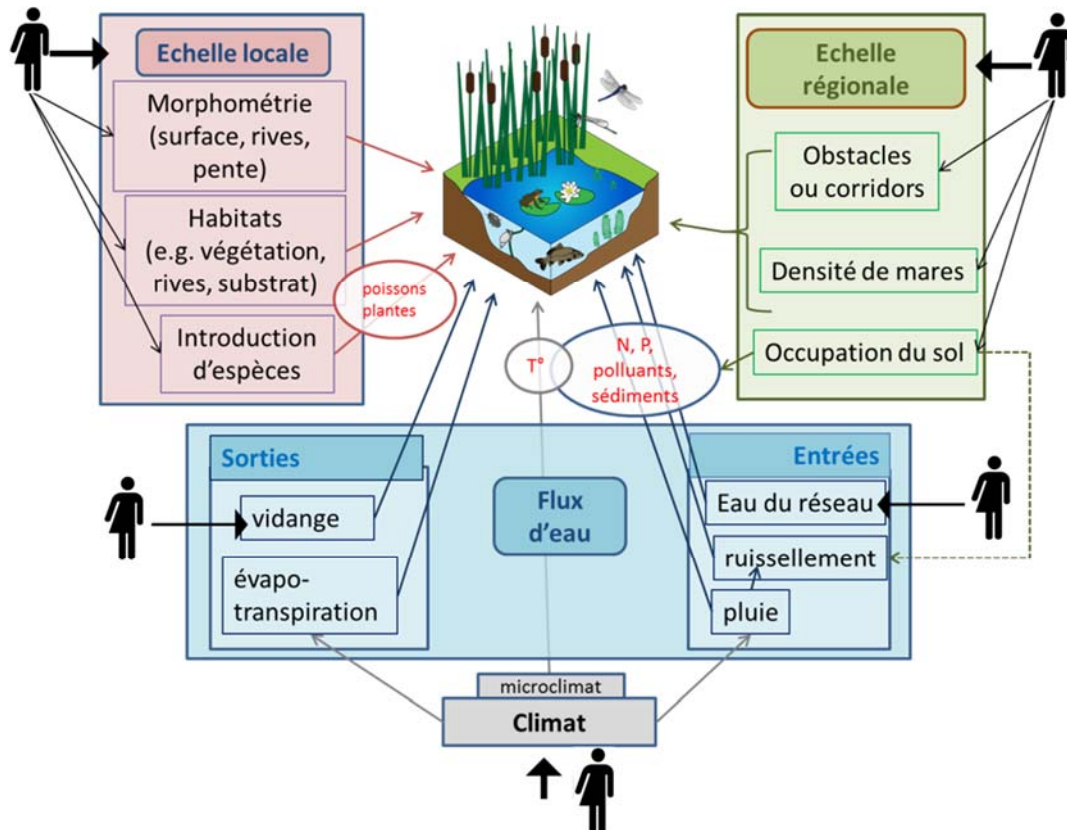 Echelle locale
Morphométrie
(surface, rives,
pente)
Habitats
(e.g. végétation,
rives, substrat)
Introduction
d'espèces
poissons
plantes
Echelle
régionale
Obstacles
ou corridors
Densité de mares
Occupation du sol
T°
N, P,
polluants,
sédiments
Sorties
vidange
évapo-
transpiration
Flux
d'eau
Entrées
Eau du réseau
ruissellement
pluie
microclimat
Climat